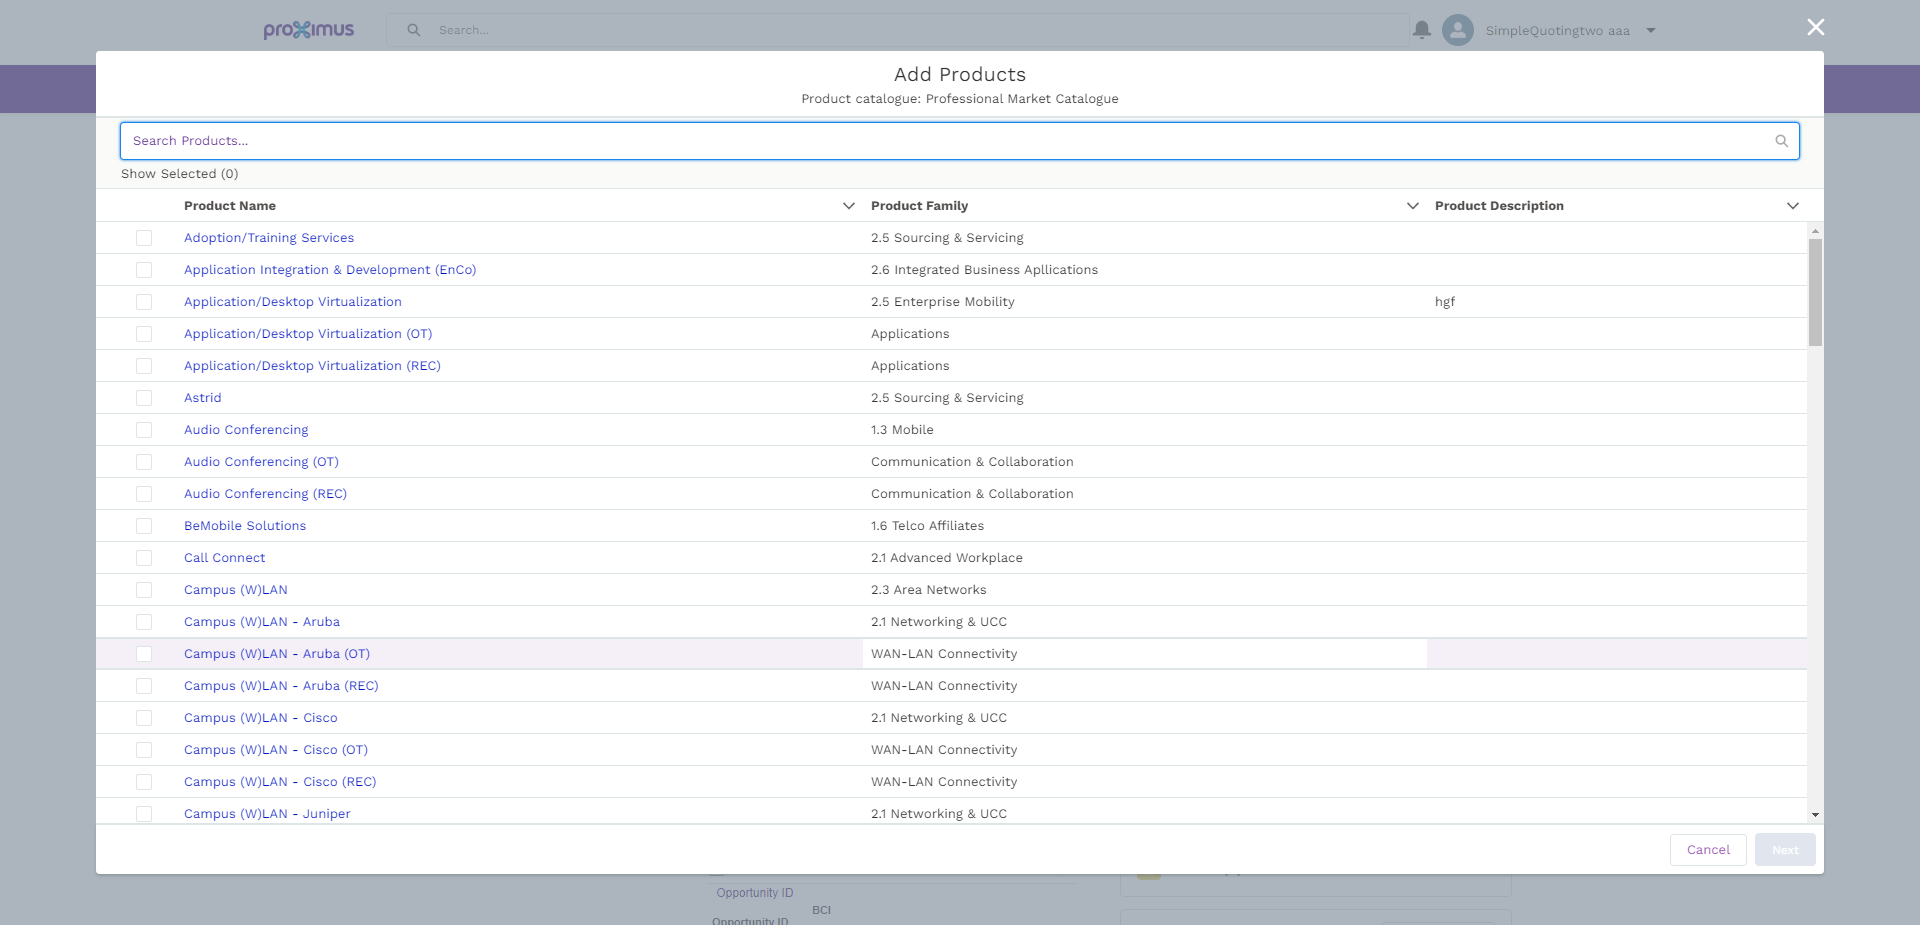 proximus
Search...
SimpleQuotingtwo aaa
Add Products
Product catalogue: Professional Market Catalogue
Search Products...
Show Selected (0)
Product Name Product Family Product Description
Adoption/Training Services 2.5 Sourcing & Servicing
Application Integration & Development (EnCo) 2.6 Integrated Business Apllications
Application/Desktop Virtualization 2.5 Enterprise Mobility hgf
Application/Desktop Virtualization (OT) Applications
Application/Desktop Virtualization (REC) Applications
Astrid 2.5 Sourcing & Servicing
Audio Conferencing 1.3 Mobile
Audio Conferencing (OT) Communication & Collaboration
Audio Conferencing (REC) Communication & Collaboration
BeMobile Solutions 1.6 Telco Affiliates
Call Connect 2.1 Advanced Workplace
Campus (W)LAN 2.3 Area Networks
Campus (W)LAN - Aruba 2.1 Networking & UCC
Campus (W)LAN - Aruba (OT) WAN-LAN Connectivity
Campus (W)LAN - Aruba (REC) WAN-LAN Connectivity
Campus (W)LAN - Cisco 2.1 Networking & UCC
Campus (W)LAN - Cisco (OT) WAN-LAN Connectivity
Campus (W)LAN - Cisco (REC) WAN-LAN Connectivity
Campus (W)LAN - Juniper 2.1 Networking & UCC
Cancel Next
Opportunity ID
BCI
Opportunity ID